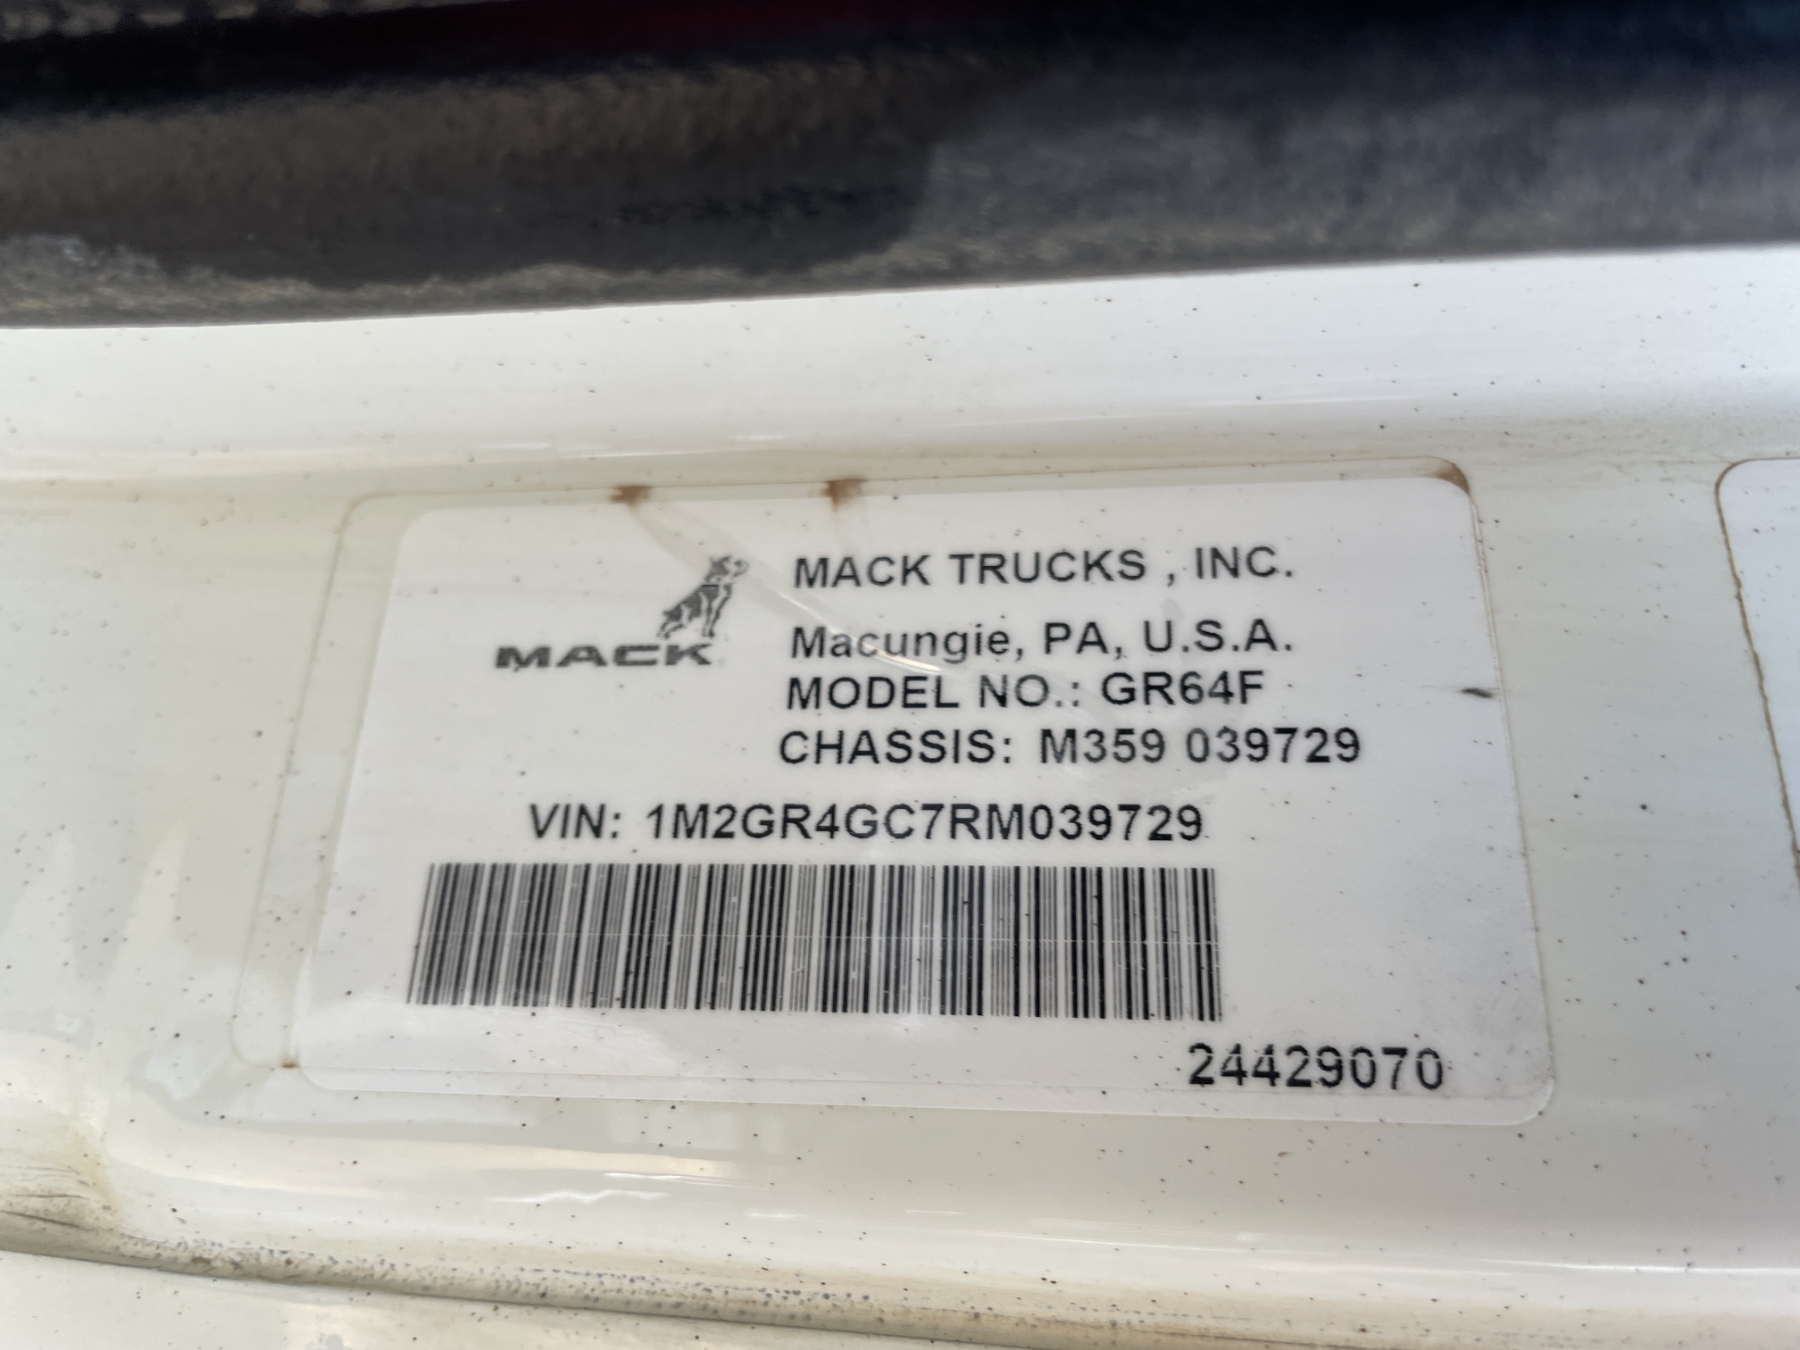 MACK
MACK TRUCKS , INC.
Macungie, PA, U.S.A.
MODEL NO.: GR64F
CHASSIS: M359 039729
VIN: 1M2GR4GC7RM039729
24429070